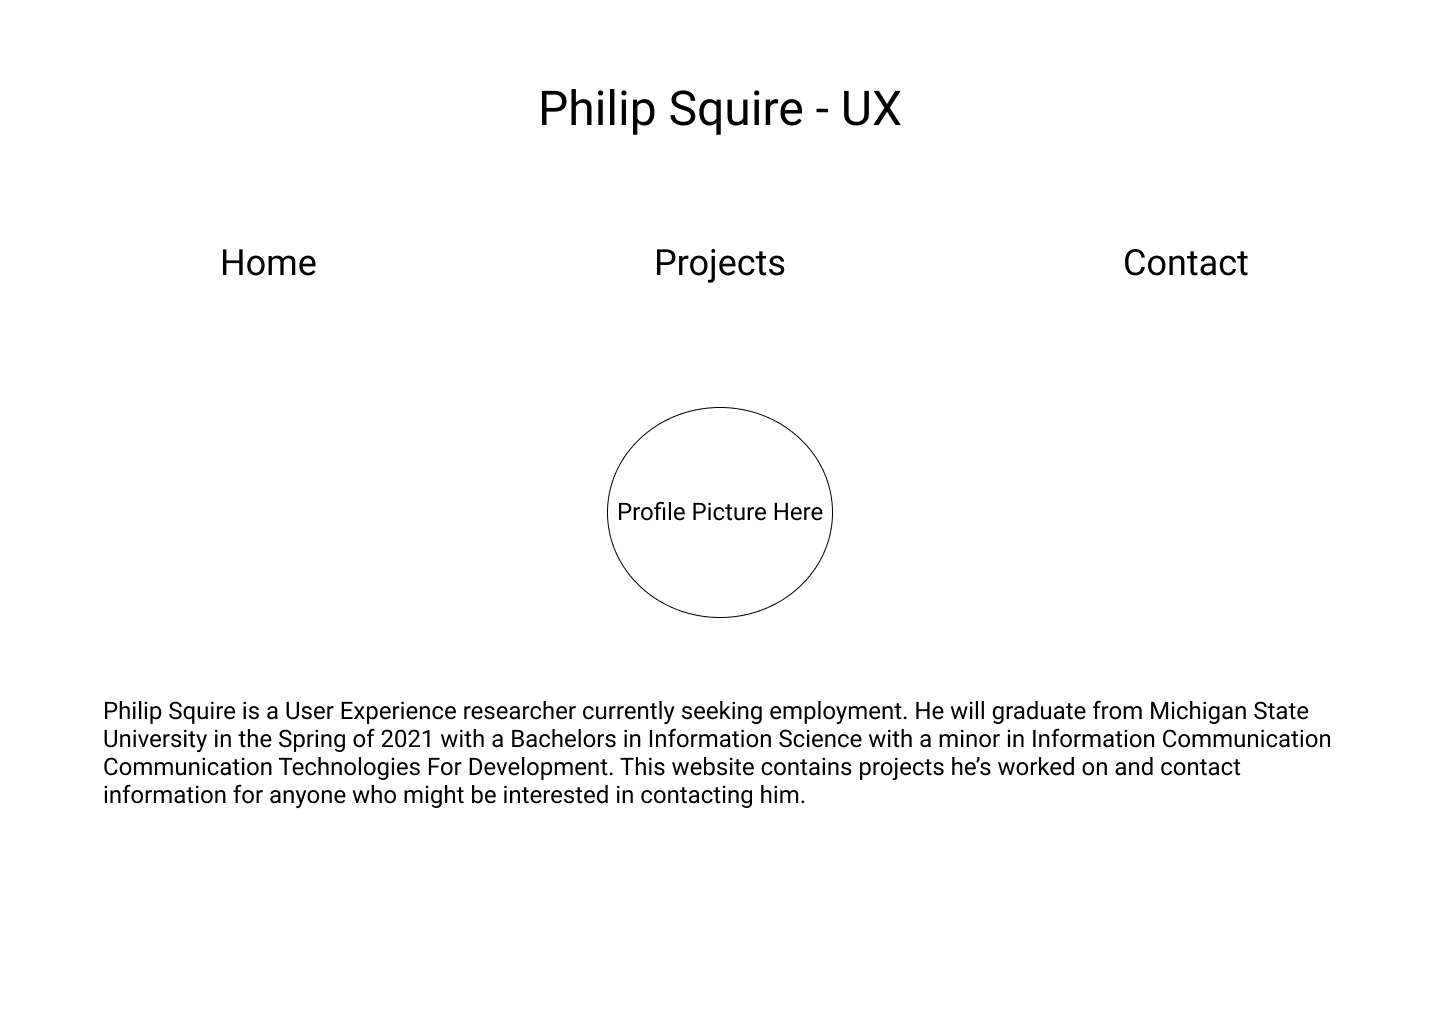 Philip Squire - UX
Home
Projects
Contact
Profile Picture Here
Philip Squire is a User Experience researcher currently seeking employment. He will graduate from Michigan State
University in the Spring of 2021 with a Bachelors in Information Science with a minor in Information Communication
Communication Technologies For Development. This website contains projects he’s worked on and contact
information for anyone who might be interested in contacting him.